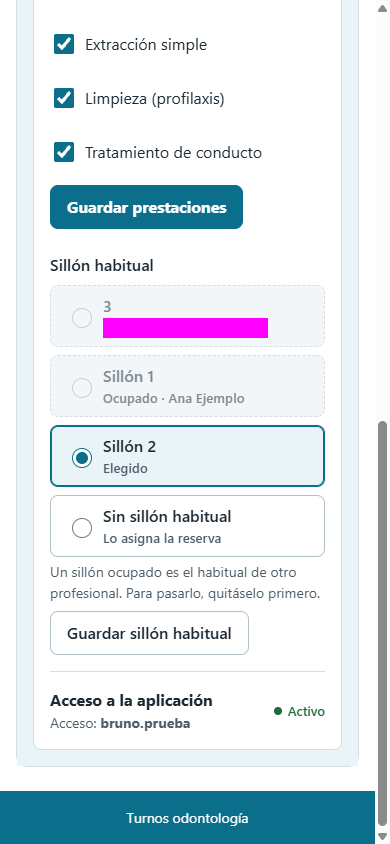 Extracción simple
Limpieza (profilaxis)
Tratamiento de conducto
Guardar prestaciones
Sillón habitual
3
Sillón 1
Ocupado · Ana Ejemplo
Sillón 2
Elegido
Sin sillón habitual
Lo asigna la reserva
Un sillón ocupado es el habitual de otro
profesional. Para pasarlo, quitáselo primero.
Guardar sillón habitual
Acceso a la aplicación
Acceso: bruno.prueba
Activo
Turnos odontología